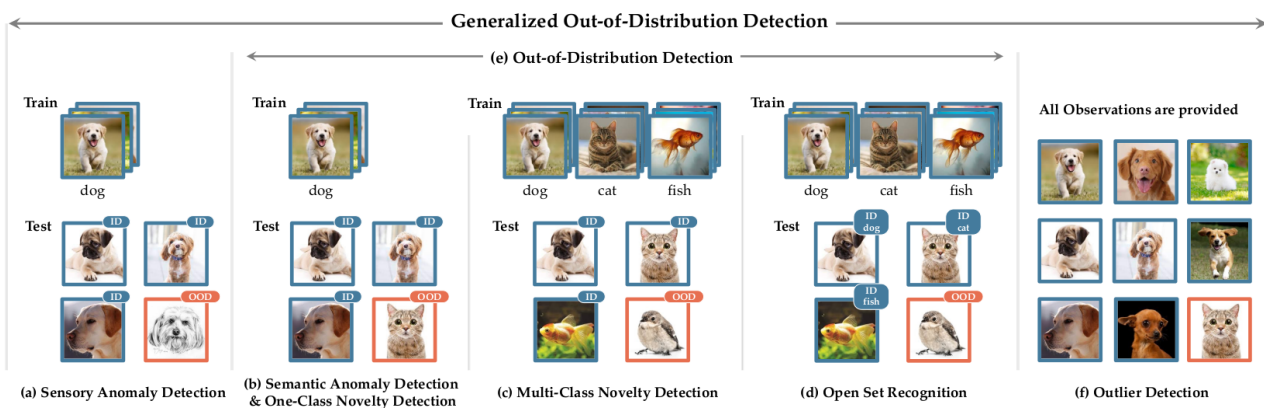 Generalized Out-of-Distribution Detection
(e) Out-of-Distribution Detection
Train
dog
Test
ID
ID
ID
OOD
(a) Sensory Anomaly Detection
Train
dog
ID
ID
ID
OOD
(b) Semantic Anomaly Detection
& One-Class Novelty Detection
Train
dog
cat
fish
Test
ID
ID
ID
OOD
(c) Multi-Class Novelty Detection
Train
dog
cat
fish
Test
ID
dog
ID
cat
ID
fish
OOD
(d) Open Set Recognition
All Observations are provided
(f) Outlier Detection